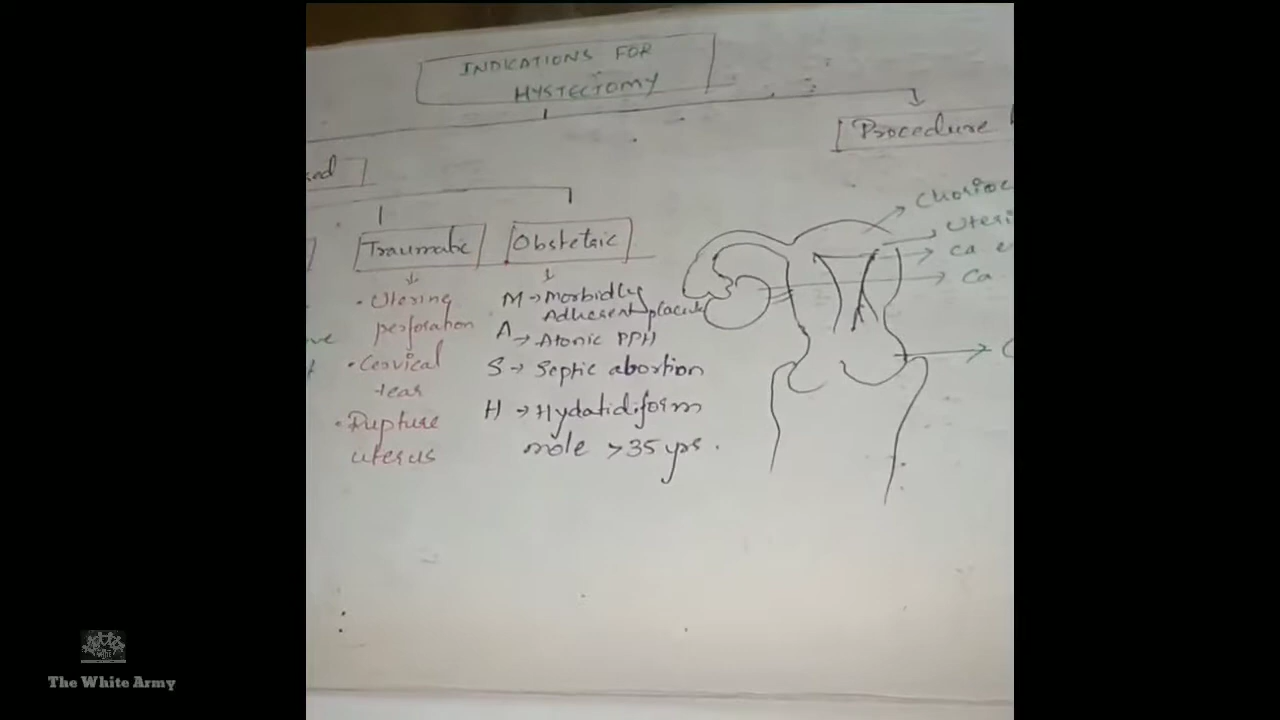 INDICATIONS FOR
HYSTECTOMY
Procedure
Traumatic
Obstetric
• Uterine
perforation
• Cervical
tear
• Rupture
uterus
M → Morbidly
Adherent placenta
A → Atonic PPH
S → Septic abortion
H → Hydatidiform
mole >35 yrs.
Ca
The White Army